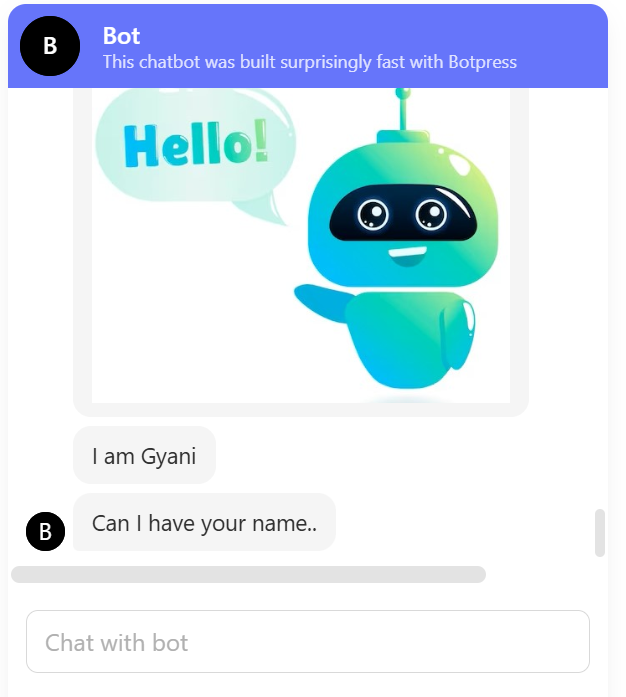 B
Bot
This chatbot was built surprisingly fast with Botpress
Hello!
I am Gyani
B
Can I have your name..
Chat with bot